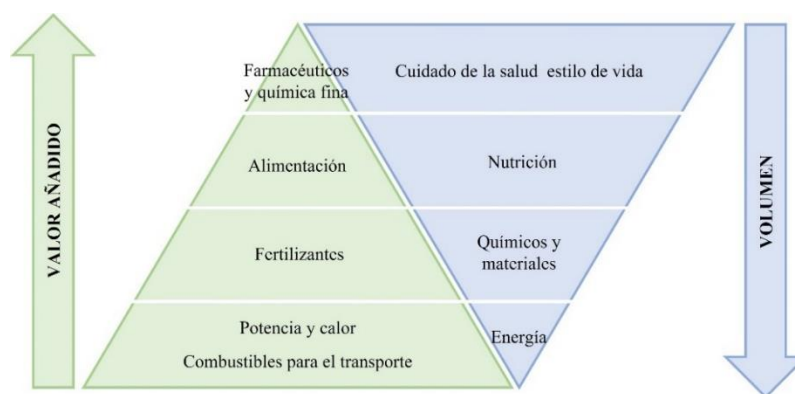 VALOR AÑADIDO
Farmacéuticos
y química fina
Cuidado de la salud estilo de vida
Alimentación
Nutrición
Fertilizantes
Químicos y
materiales
Potencia y calor
Combustibles para el transporte
Energía
VOLUMEN